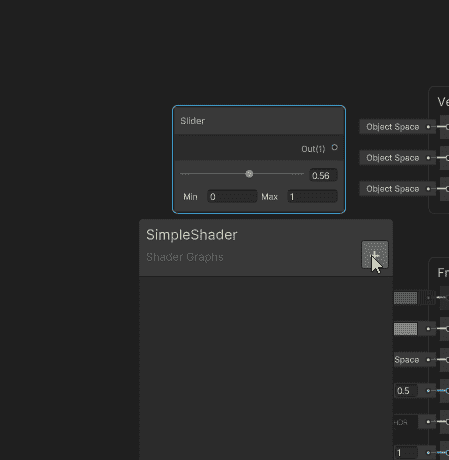 Ve
Slider
Object Space
Out(1)
Object Space
0.56
Object Space
Min 0 Max 1
SimpleShader
Shader Graphs
Fr
Space
0.5
HDR
1